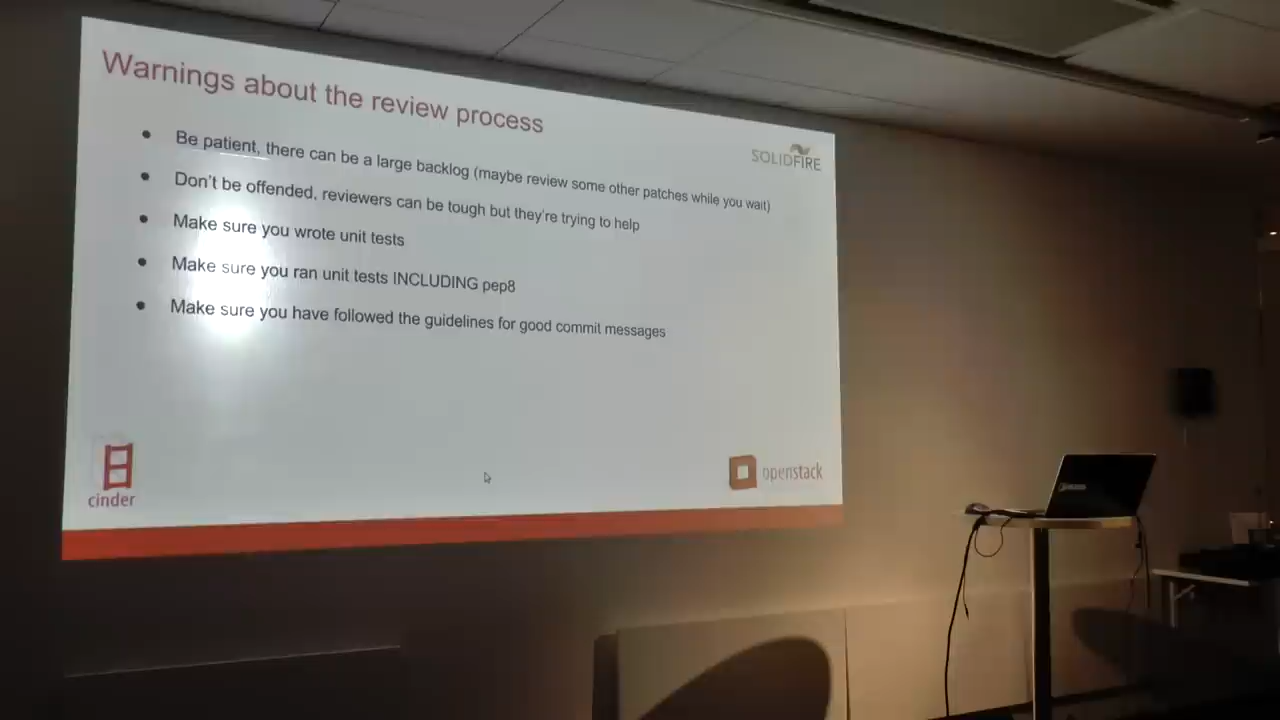 Warnings about the review process
SOLIDFIRE
• Be patient, there can be a large backlog (maybe review some other patches while you wait)
• Don't be offended, reviewers can be tough but they're trying to help
• Make sure you wrote unit tests
• Make sure you ran unit tests INCLUDING pep8
• Make sure you have followed the guidelines for good commit messages
cinder
openstack